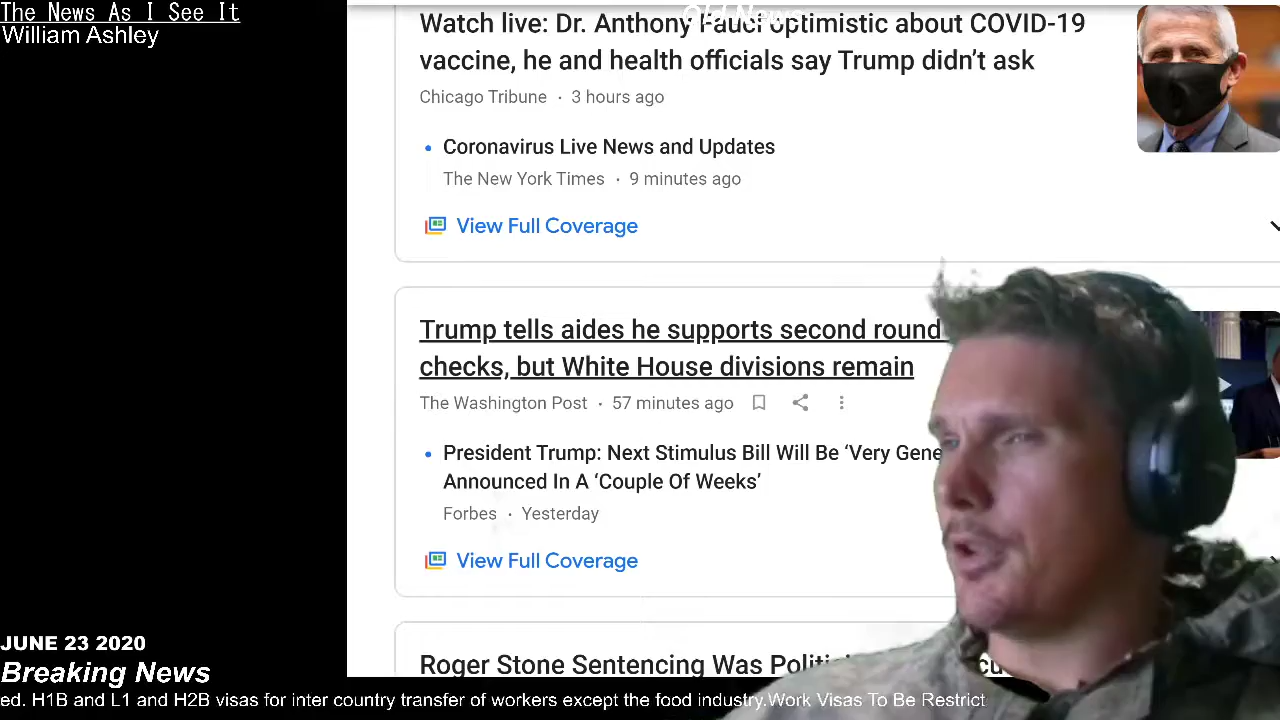 The News As I See It
William Ashley
Old News
Watch live: Dr. Anthony Fauci optimistic about COVID-19
vaccine, he and health officials say Trump didn't ask
Chicago Tribune · 3 hours ago
Coronavirus Live News and Updates
The New York Times · 9 minutes ago
View Full Coverage
Trump tells aides he supports second round
checks, but White House divisions remain
The Washington Post · 57 minutes ago
President Trump: Next Stimulus Bill Will Be ‘Very Gene
Announced In A ‘Couple Of Weeks’
Forbes · Yesterday
View Full Coverage
Roger Stone Sentencing Was Politi
JUNE 23 2020
Breaking News
ed. H1B and L1 and H2B visas for inter country transfer of workers except the food industry.Work Visas To Be Restrict